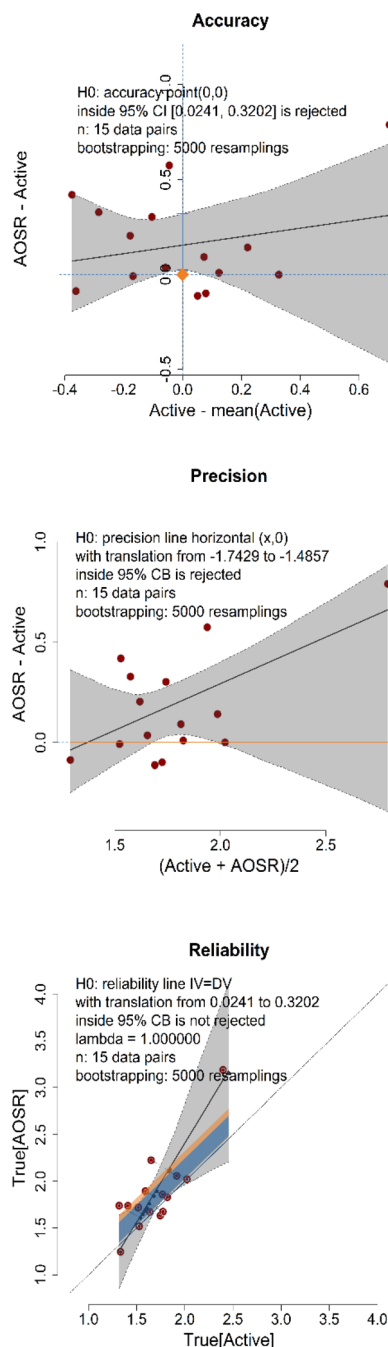 Accuracy
H0: accuracy point(0,0)
inside 95% CI [0.0241, 0.3202] is rejected
n: 15 data pairs
bootstrapping: 5000 resamplings
AOSR - Active
1.0
0.5
0.0
-0.5
-0.4 -0.2 0.0 0.2 0.4 0.6
Active - mean(Active)
Precision
H0: precision line horizontal (x,0)
with translation from -1.7429 to -1.4857
inside 95% CB is rejected
n: 15 data pairs
bootstrapping: 5000 resamplings
AOSR - Active
1.0
0.5
0.0
1.5 2.0 2.5
(Active + AOSR)/2
Reliability
H0: reliability line IV=DV
with translation from 0.0241 to 0.3202
inside 95% CB is not rejected
lambda = 1.000000
n: 15 data pairs
bootstrapping: 5000 resamplings
True[AOSR]
4.0
3.5
3.0
2.5
2.0
1.5
1.0
1.0 1.5 2.0 2.5 3.0 3.5 4.0
True[Active]